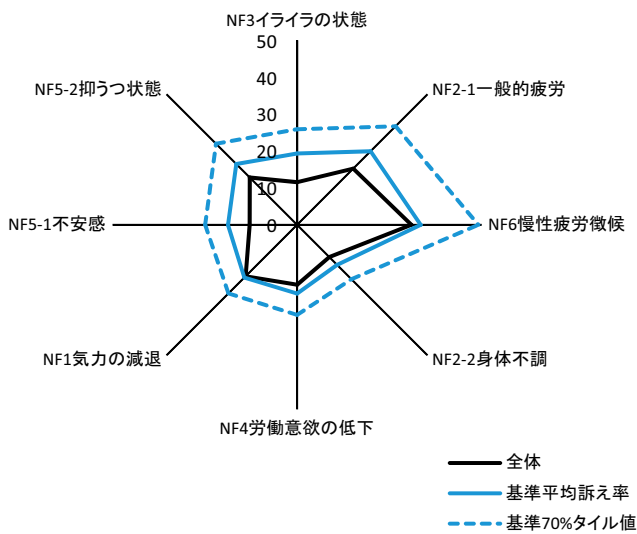 NF3イライラの状態
50
40
30
20
10
0
NF2-1一般的疲労
NF6慢性疲労徴候
NF2-2身体不調
NF4労働意欲の低下
NF1気力の減退
NF5-1不安感
NF5-2抑うつ状態
全体
基準平均訴え率
基準70%タイル値